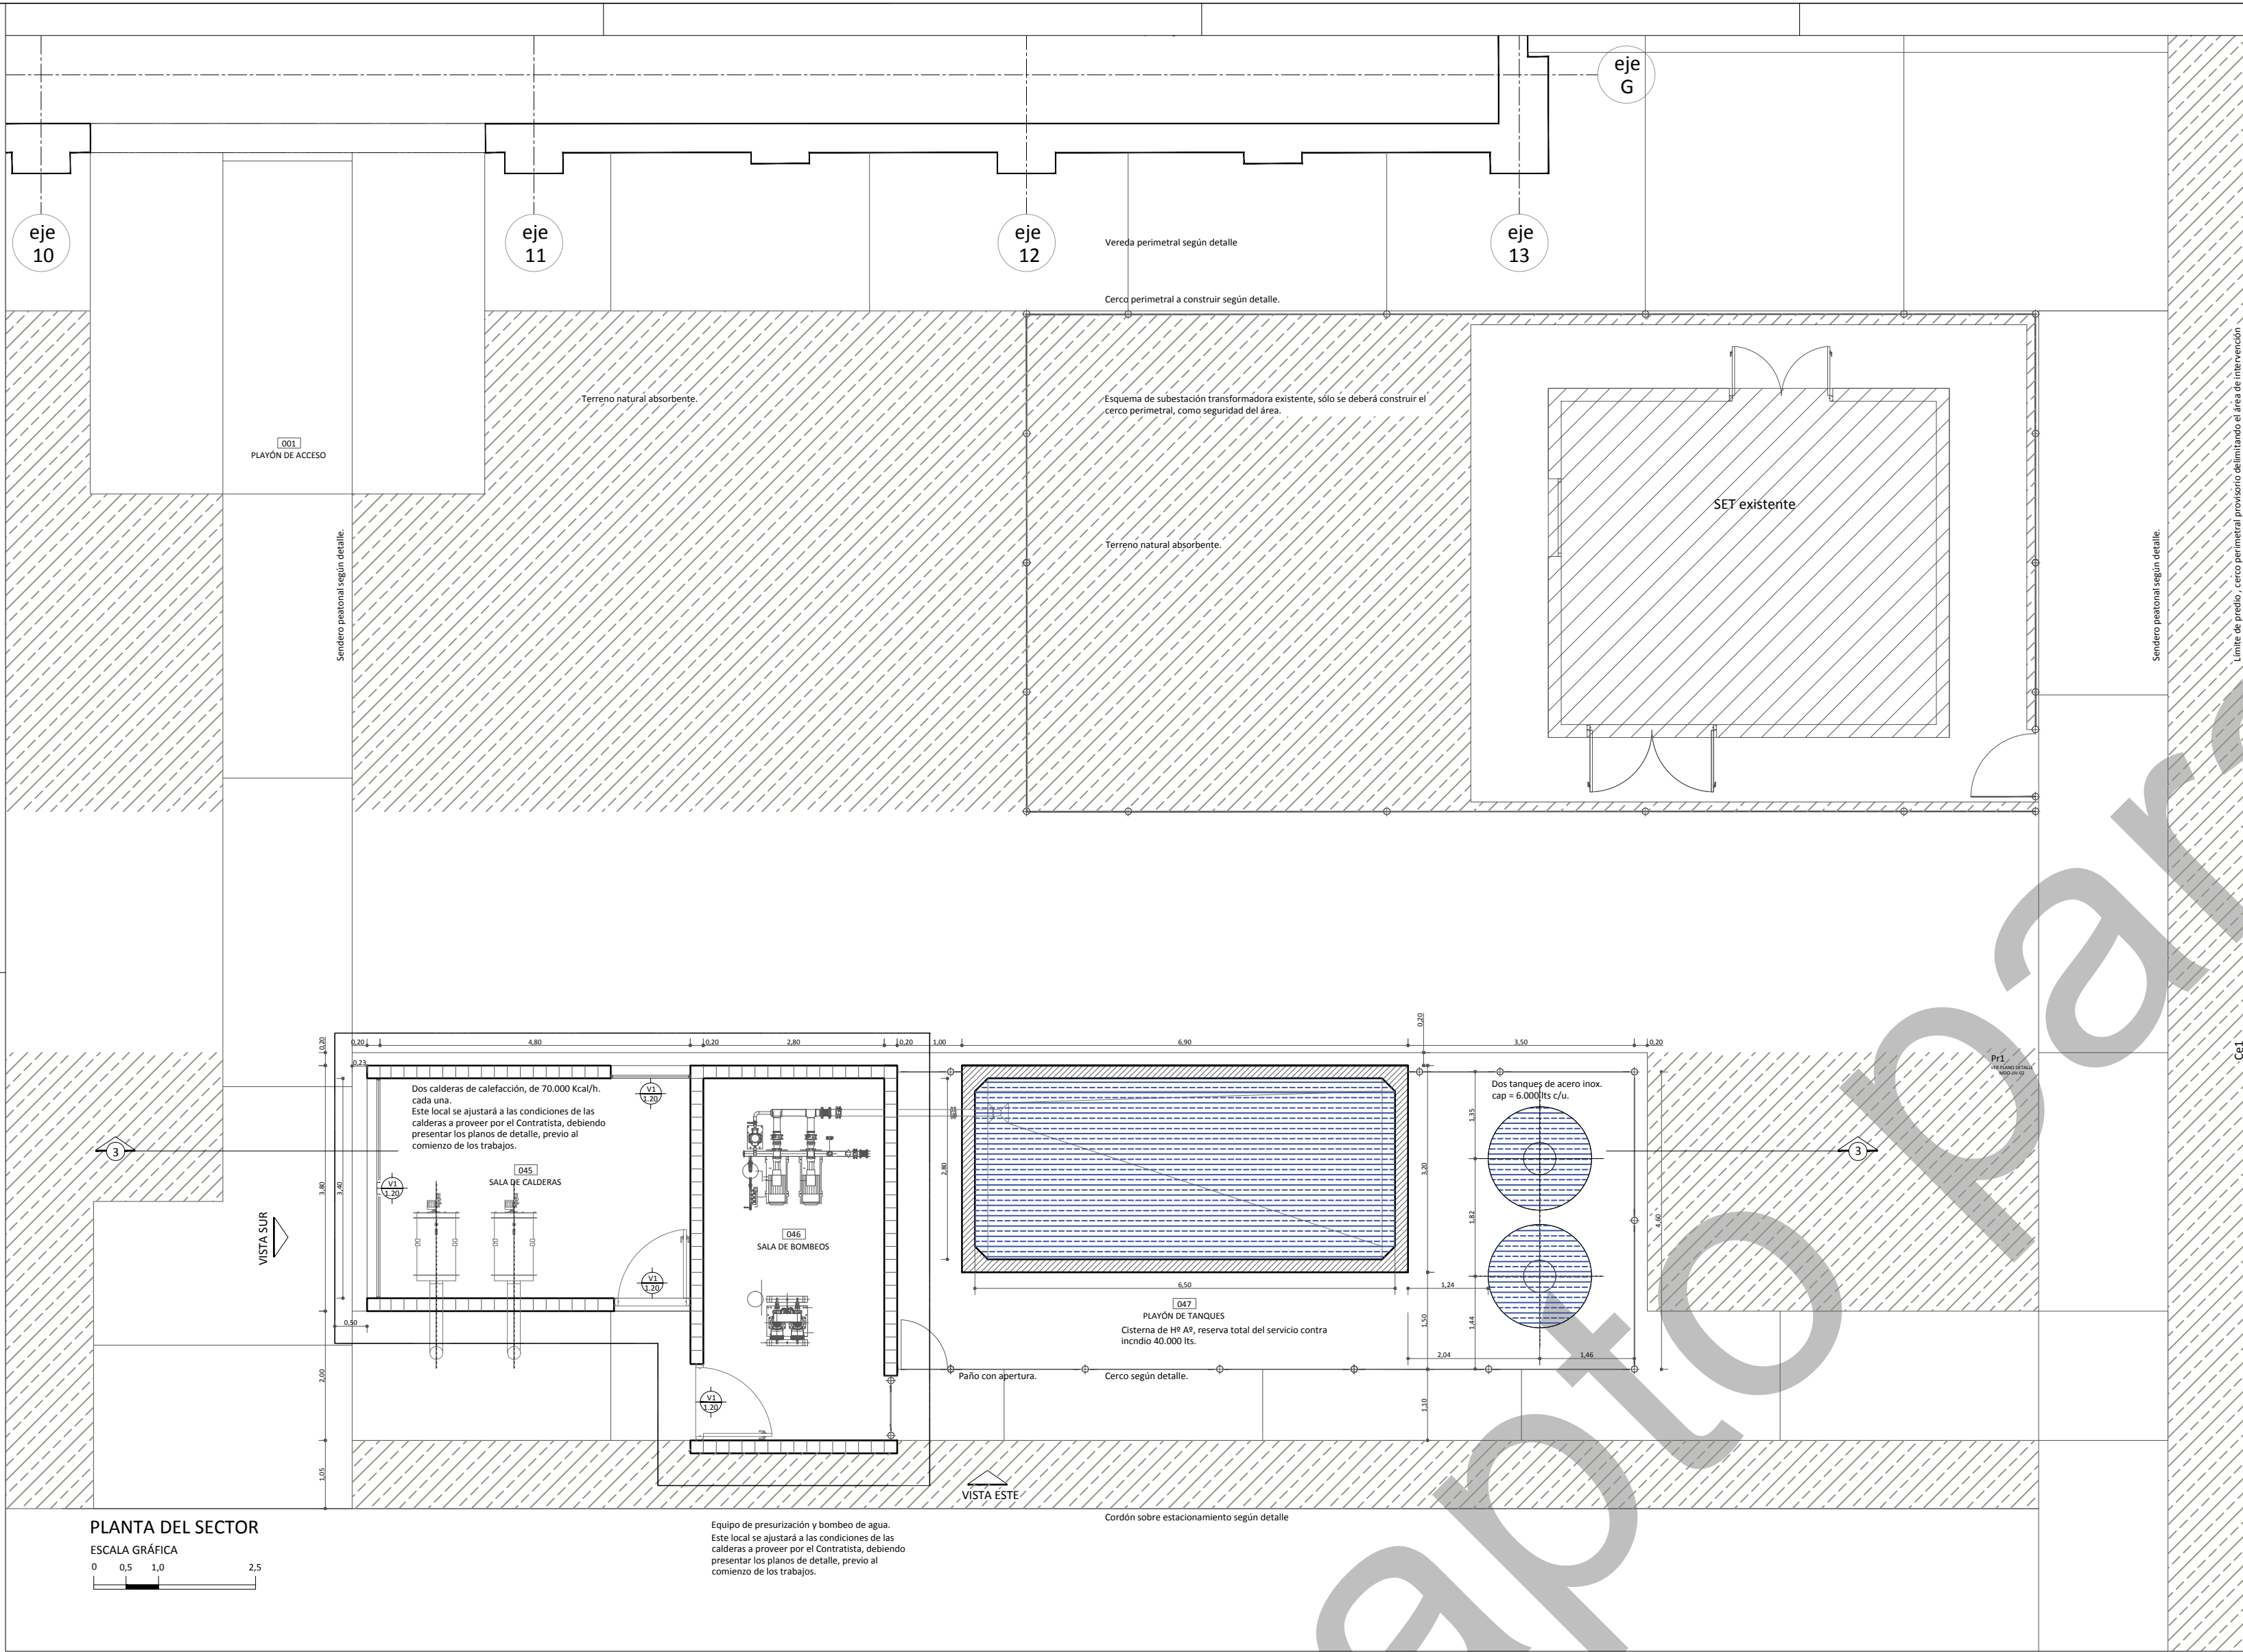 eje
G
eje
10
eje
11
eje
12
eje
13
Vereda perimetral según detalle
Cerco perimetral a construir según detalle.
Terreno natural absorbente.
Esquema de subestación transformadora existente, sólo se deberá construir el
cerco perimetral, como seguridad del área.
001
PLAYÓN DE ACCESO
SET existente
Terreno natural absorbente.
Sendero peatonal según detalle.
Sendero peatonal según detalle.
Límite de predio , cerco perimetral provisorio delimitando el área de intervención
Ce1
0,20
0,20
4,80
0,20
2,80
0,20
1,00
6,90
0,20
3,50
0,20
0,23
Dos calderas de calefacción, de 70.000 Kcal/h.
cada una.
Este local se ajustará a las condiciones de las
calderas a proveer por el Contratista, debiendo
presentar los planos de detalle, previo al
comienzo de los trabajos.
V1
1.20
Dos tanques de acero inox.
cap = 6.000 lts c/u.
Pr1
VER PLANO DETALLE
3
3
045
SALA DE CALDERAS
V1
1.20
3,80
3,40
2,80
3,20
1,35
1,82
4,60
VISTA SUR
046
SALA DE BOMBEOS
V1
1.20
6,50
1,24
047
PLAYÓN DE TANQUES
Cisterna de Hº Aº, reserva total del servicio contra
incndio 40.000 lts.
0,50
1,50
1,44
2,04
1,46
2,00
Paño con apertura.
Cerco según detalle.
V1
1.20
1,10
1,05
VISTA ESTE
Cordón sobre estacionamiento según detalle
PLANTA DEL SECTOR
ESCALA GRÁFICA
0
0,5
1,0
2,5
Equipo de presurización y bombeo de agua.
Este local se ajustará a las condiciones de las
calderas a proveer por el Contratista, debiendo
presentar los planos de detalle, previo al
comienzo de los trabajos.
apto par